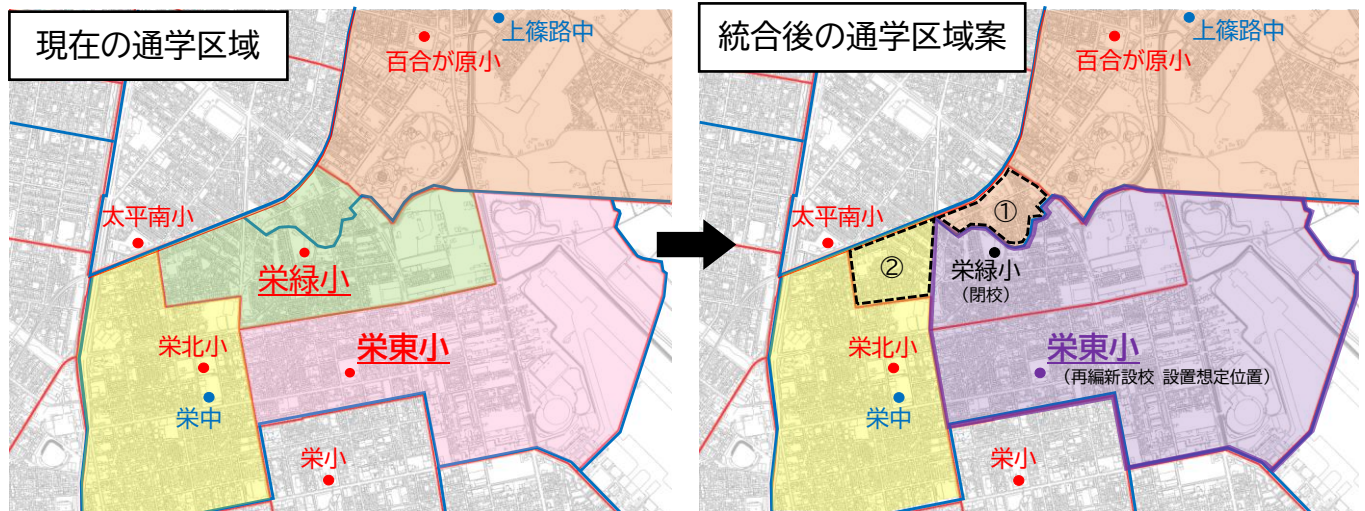 現在の通学区域
上篠路中
百合が原小
太平南小
栄緑小
栄東小
栄北小
栄中
栄小
統合後の通学区域案
上篠路中
百合が原小
太平南小
①
②
栄緑小
（閉校）
栄東小
（再編新設校 設置想定位置）
栄北小
栄中
栄小